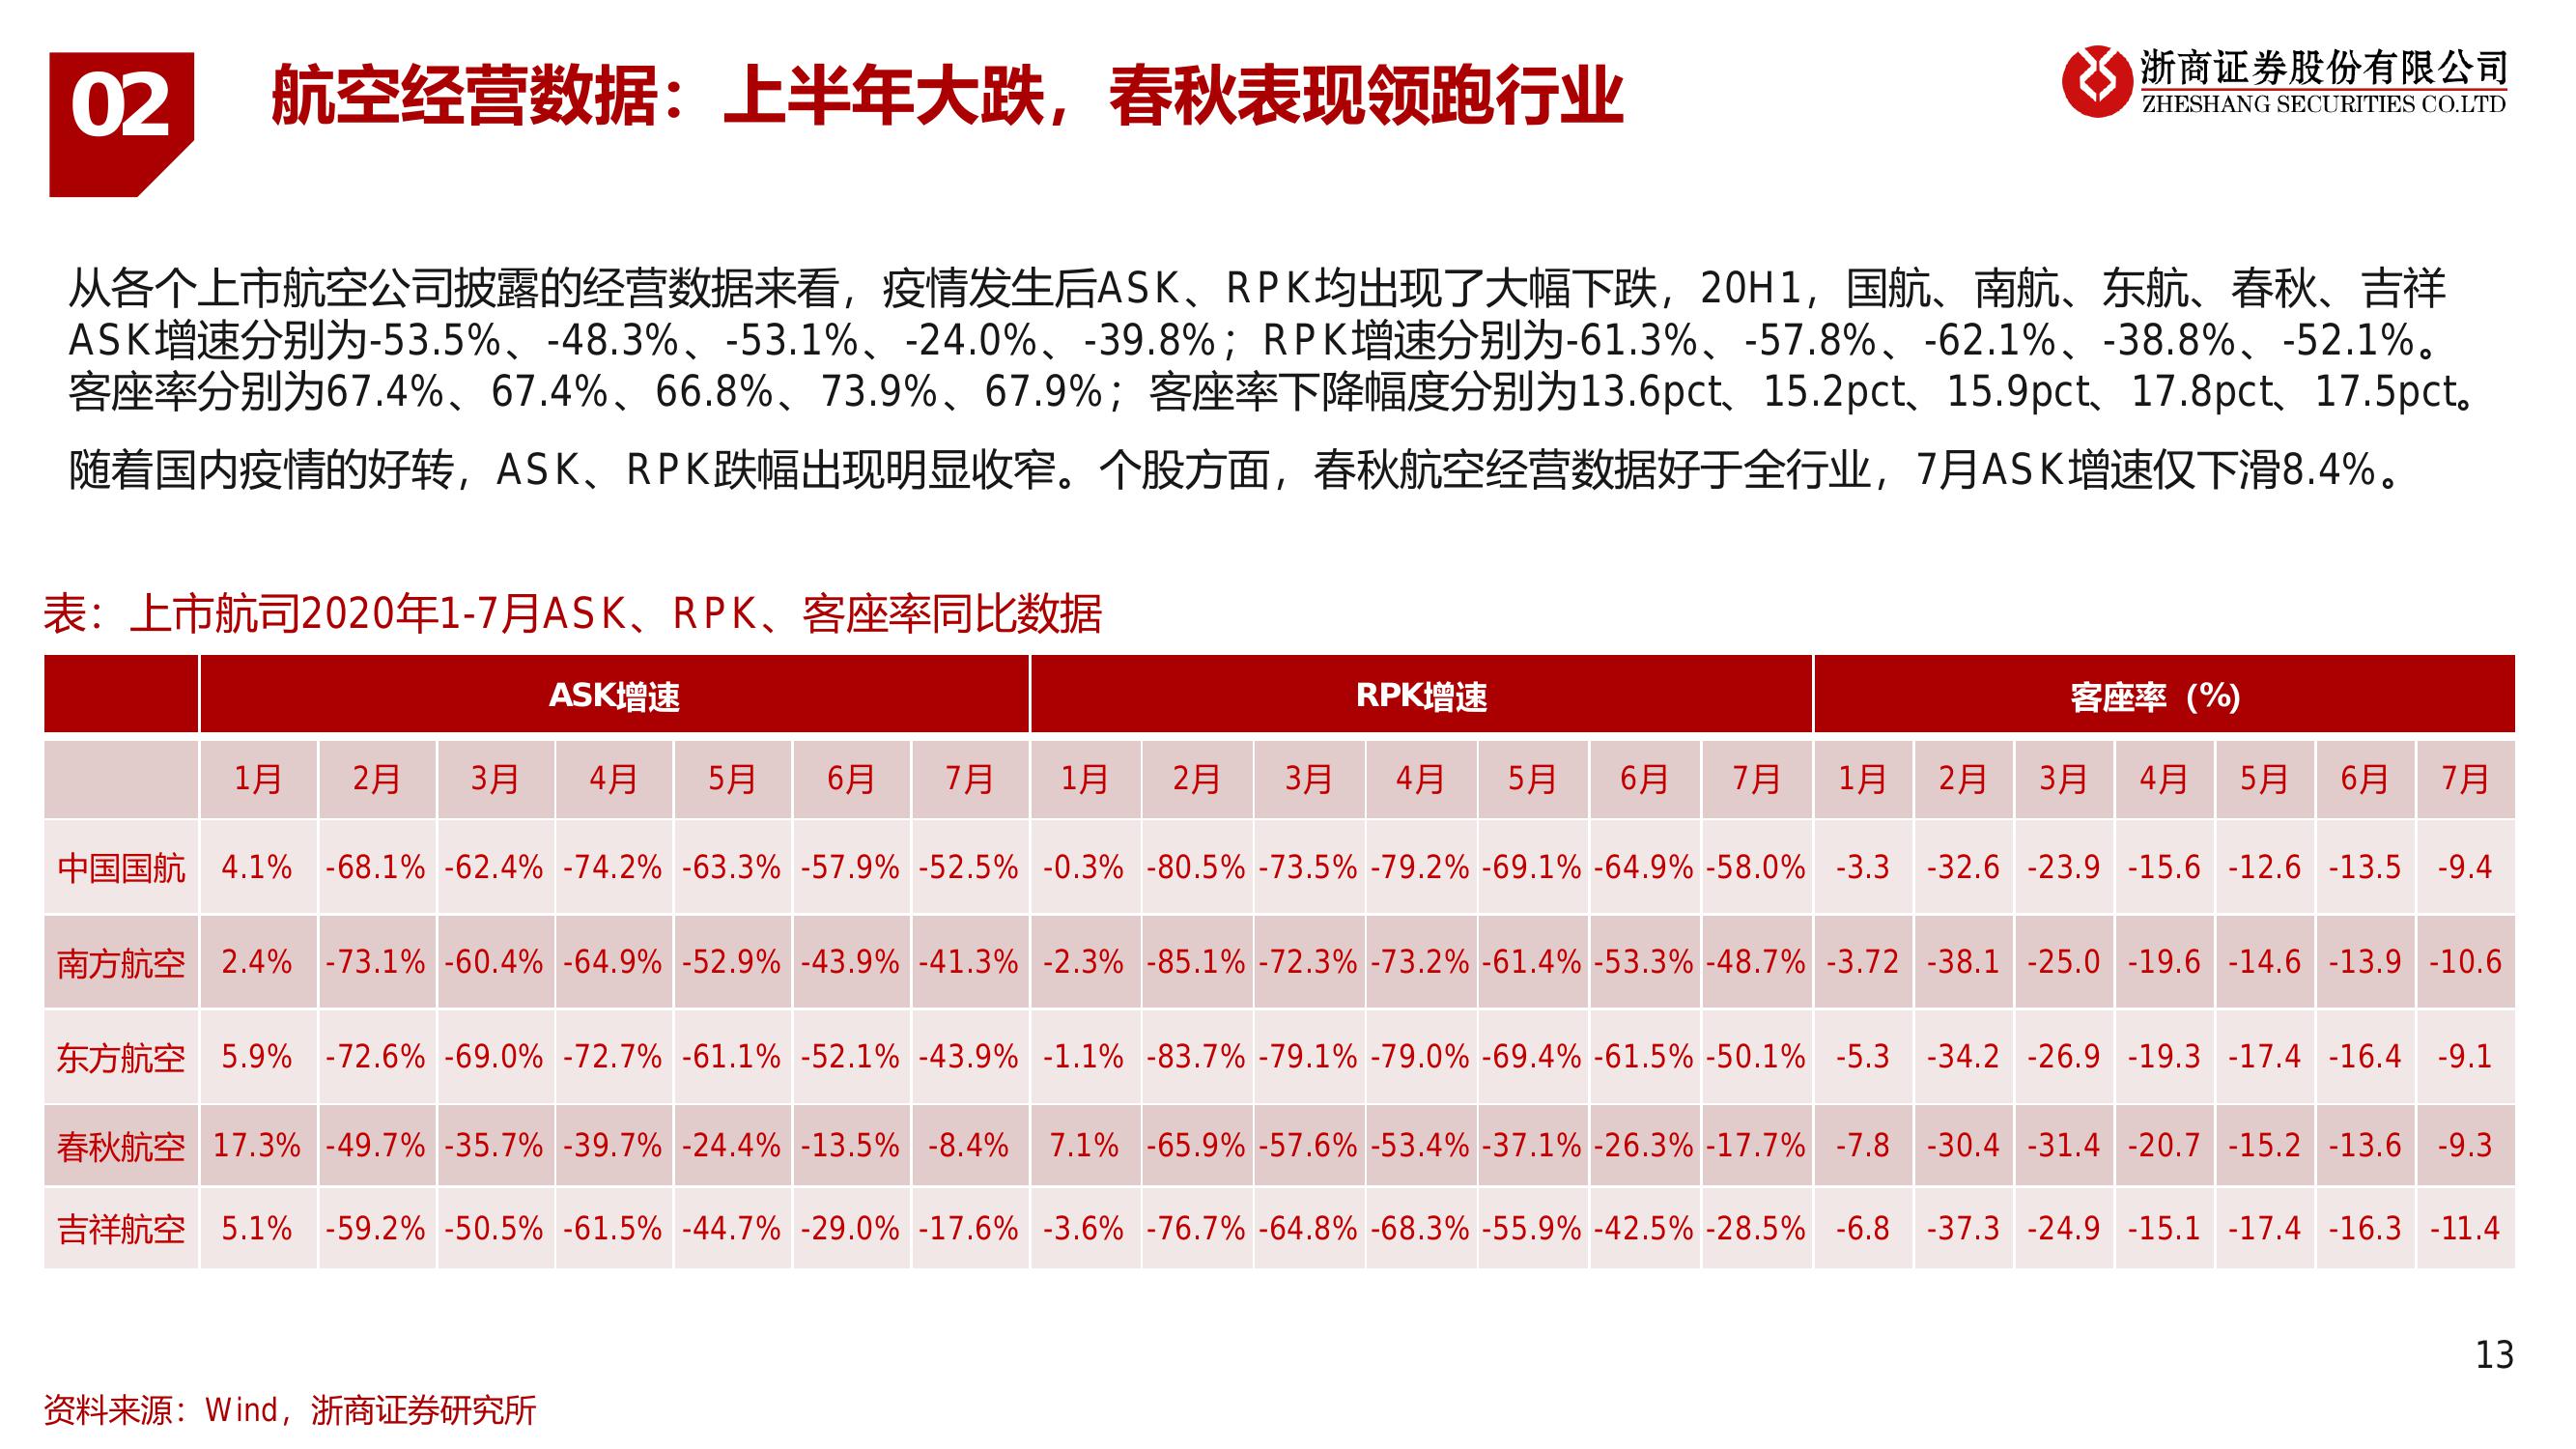 02
航空经营数据：上半年大跌，春秋表现领跑行业
浙商证券股份有限公司
ZHESHANG SECURITIES CO.LTD
从各个上市航空公司披露的经营数据来看，疫情发生后ASK、RPK均出现了大幅下跌，20H1，国航、南航、东航、春秋、吉祥
ASK增速分别为-53.5%、-48.3%、-53.1%、-24.0%、-39.8%；RPK增速分别为-61.3%、-57.8%、-62.1%、-38.8%、-52.1%。
客座率分别为67.4%、67.4%、66.8%、73.9%、67.9%；客座率下降幅度分别为13.6pct、15.2pct、15.9pct、17.8pct、17.5pct。
随着国内疫情的好转，ASK、RPK跌幅出现明显收窄。个股方面，春秋航空经营数据好于全行业，7月ASK增速仅下滑8.4%。
表：上市航司2020年1-7月ASK、RPK、客座率同比数据
ASK增速 RPK增速 客座率（%）
1月 2月 3月 4月 5月 6月 7月 1月 2月 3月 4月 5月 6月 7月 1月 2月 3月 4月 5月 6月 7月
中国国航 4.1% -68.1% -62.4% -74.2% -63.3% -57.9% -52.5% -0.3% -80.5% -73.5% -79.2% -69.1% -64.9% -58.0% -3.3 -32.6 -23.9 -15.6 -12.6 -13.5 -9.4
南方航空 2.4% -73.1% -60.4% -64.9% -52.9% -43.9% -41.3% -2.3% -85.1% -72.3% -73.2% -61.4% -53.3% -48.7% -3.72 -38.1 -25.0 -19.6 -14.6 -13.9 -10.6
东方航空 5.9% -72.6% -69.0% -72.7% -61.1% -52.1% -43.9% -1.1% -83.7% -79.1% -79.0% -69.4% -61.5% -50.1% -5.3 -34.2 -26.9 -19.3 -17.4 -16.4 -9.1
春秋航空 17.3% -49.7% -35.7% -39.7% -24.4% -13.5% -8.4% 7.1% -65.9% -57.6% -53.4% -37.1% -26.3% -17.7% -7.8 -30.4 -31.4 -20.7 -15.2 -13.6 -9.3
吉祥航空 5.1% -59.2% -50.5% -61.5% -44.7% -29.0% -17.6% -3.6% -76.7% -64.8% -68.3% -55.9% -42.5% -28.5% -6.8 -37.3 -24.9 -15.1 -17.4 -16.3 -11.4
13
资料来源：Wind，浙商证券研究所